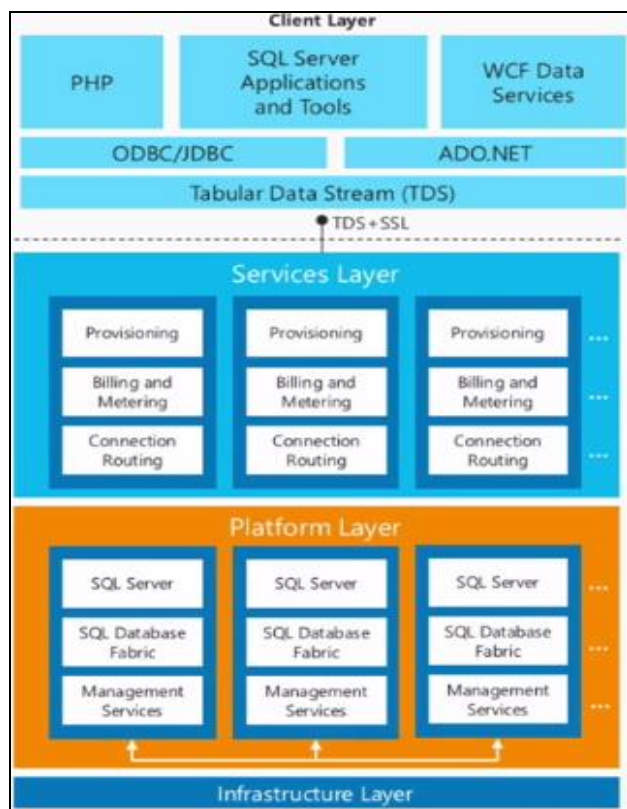 Client Layer
PHP
SQL Server
Applications
and Tools
WCF Data
Services
ODBC/JDBC
ADO.NET
Tabular Data Stream (TDS)
TDS+SSL
Services Layer
Provisioning
Provisioning
Provisioning
...
Billing and
Metering
Billing and
Metering
Billing and
Metering
...
Connection
Routing
Connection
Routing
Connection
Routing
...
Platform Layer
SQL Server
SQL Server
SQL Server
...
SQL Database
Fabric
SQL Database
Fabric
SQL Database
Fabric
...
Management
Services
Management
Services
Management
Services
...
Infrastructure Layer